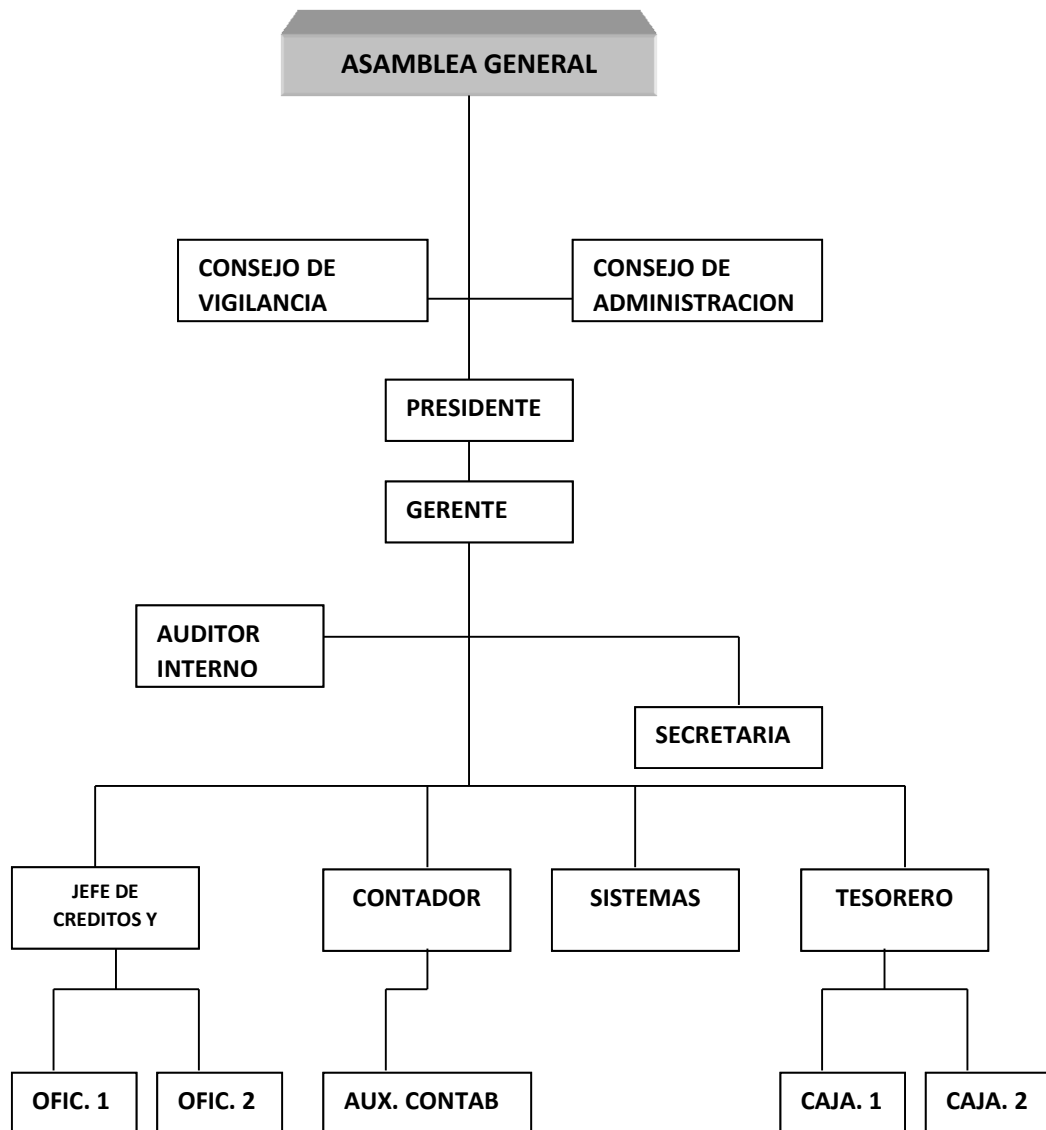 ASAMBLEA GENERAL
CONSEJO DE
VIGILANCIA
CONSEJO DE
ADMINISTRACION
PRESIDENTE
GERENTE
AUDITOR
INTERNO
SECRETARIA
JEFE DE
CREDITOS Y
CONTADOR
SISTEMAS
TESORERO
OFIC. 1
OFIC. 2
AUX. CONTAB
CAJA. 1
CAJA. 2